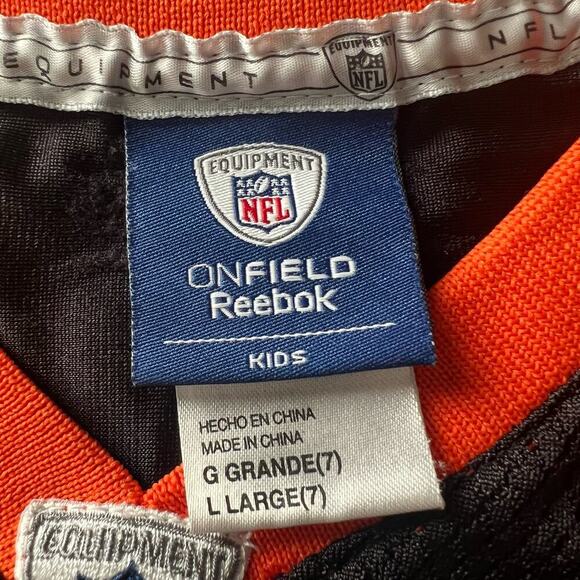 EQUIPMENT
EQUIPMENT
NFL
NFL
EQUIPMENT
NFL
ONFIELD
Reebok
KIDS
HECHO EN CHINA
MADE IN CHINA
G GRANDE(7)
L LARGE(7)
EQUIPMENT